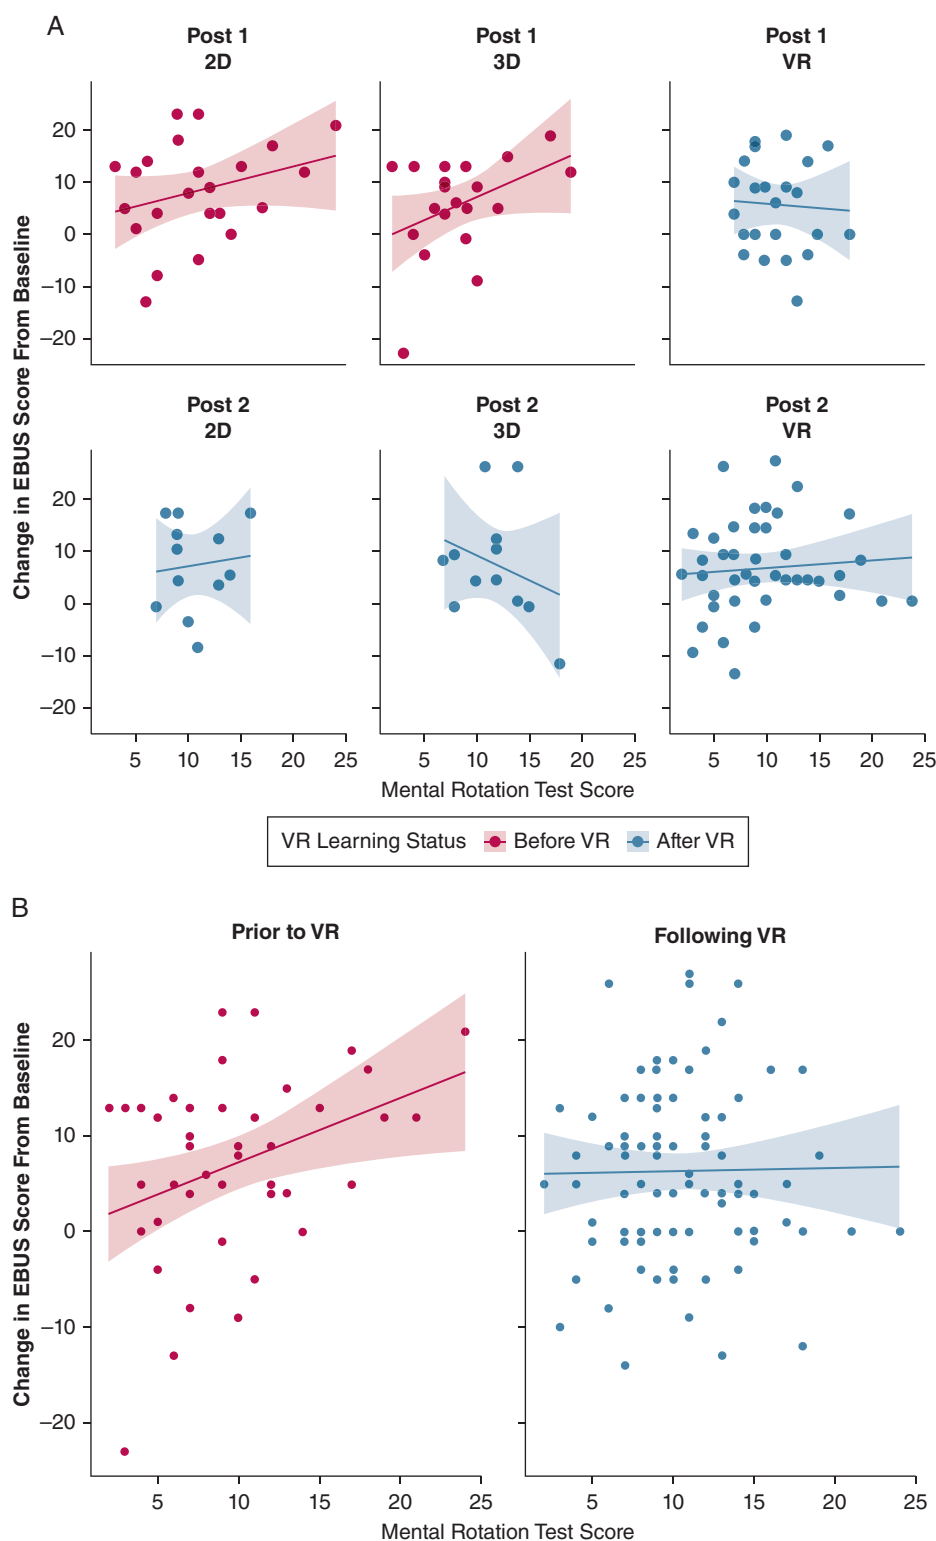 A
Post 1
2D
Post 1
3D
Post 1
VR
Change in EBUS Score From Baseline
20
10
0
−10
−20
Post 2
2D
Post 2
3D
Post 2
VR
20
10
0
−10
−20
5 10 15 20 25 5 10 15 20 25 5 10 15 20 25
Mental Rotation Test Score
VR Learning Status Before VR After VR
B
Prior to VR
Following VR
Change in EBUS Score From Baseline
20
10
0
−10
−20
5 10 15 20 25 5 10 15 20 25
Mental Rotation Test Score